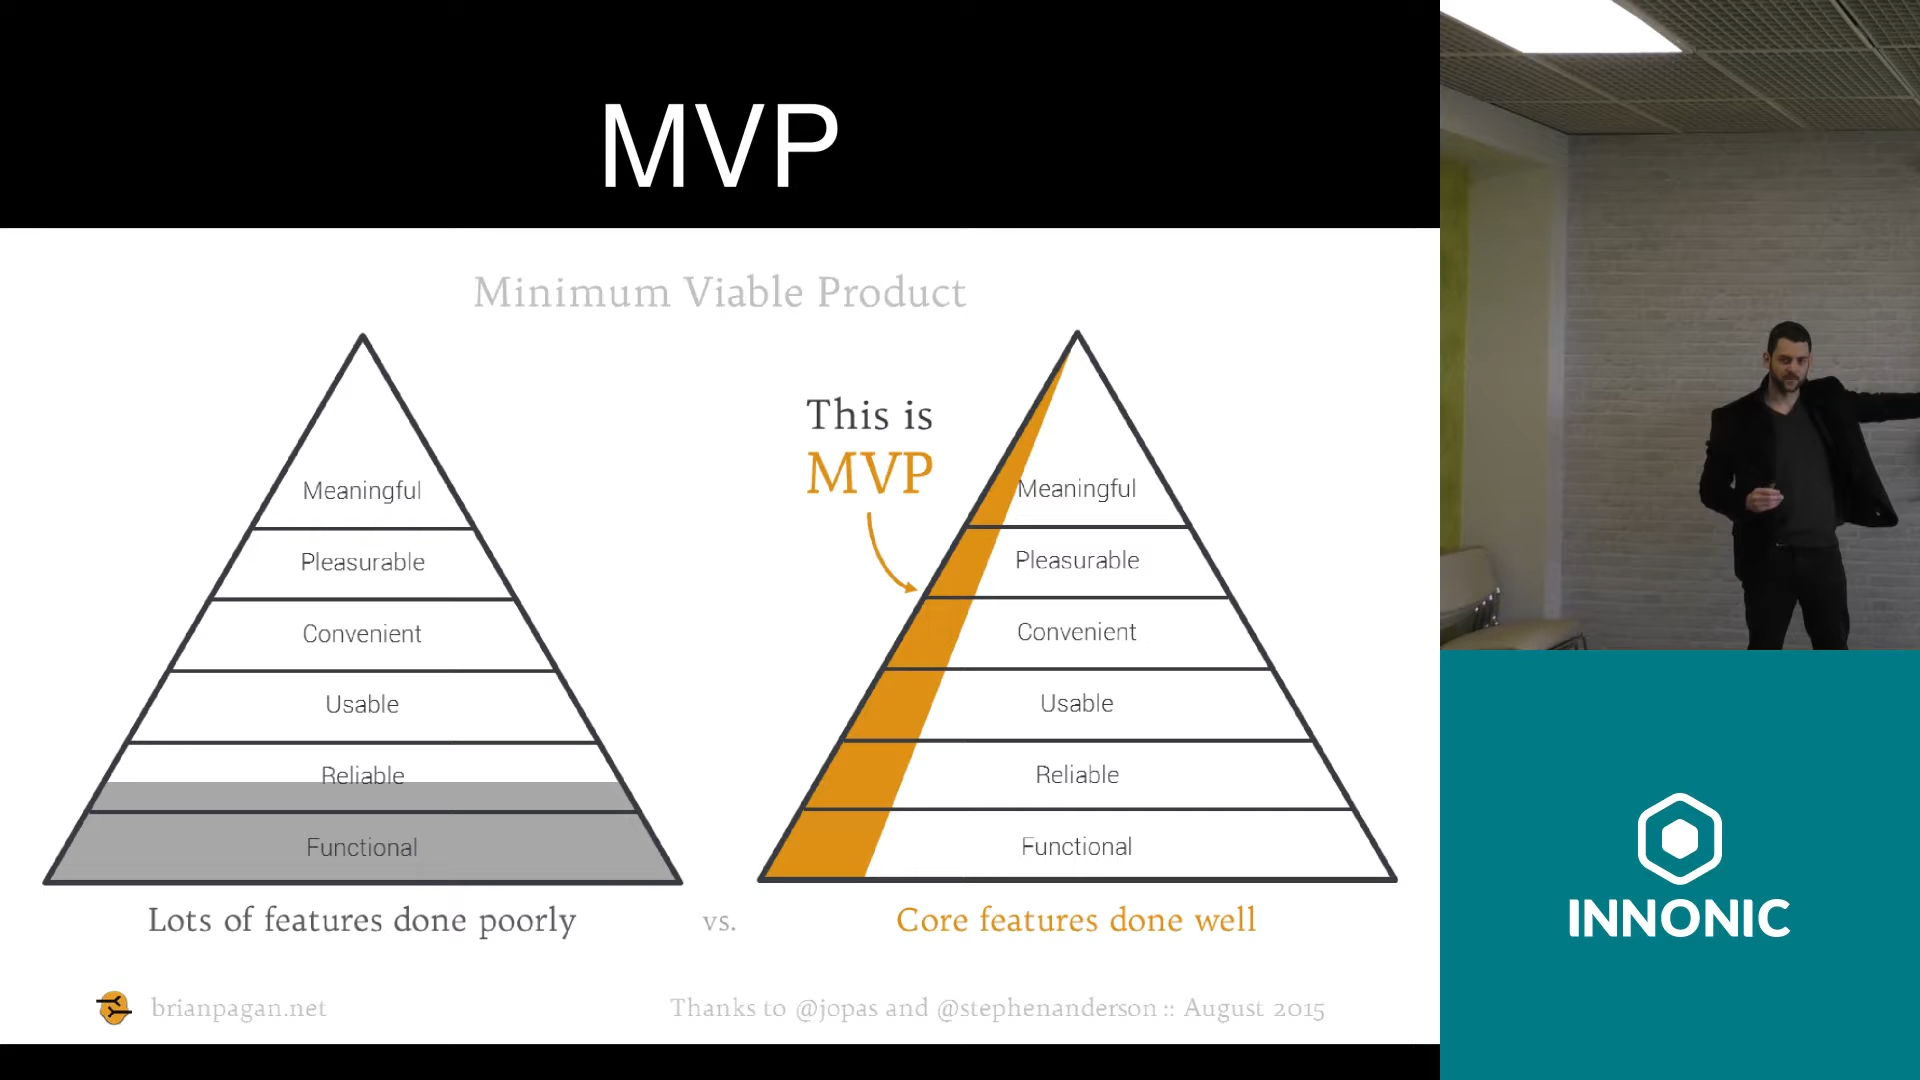 MVP
Minimum Viable Product
Meaningful
Pleasurable
Convenient
Usable
Reliable
Functional
Lots of features done poorly
vs.
This is
MVP
Meaningful
Pleasurable
Convenient
Usable
Reliable
Functional
Core features done well
brianpagan.net
Thanks to @jopas and @stephenanderson :: August 2015
INNONIC